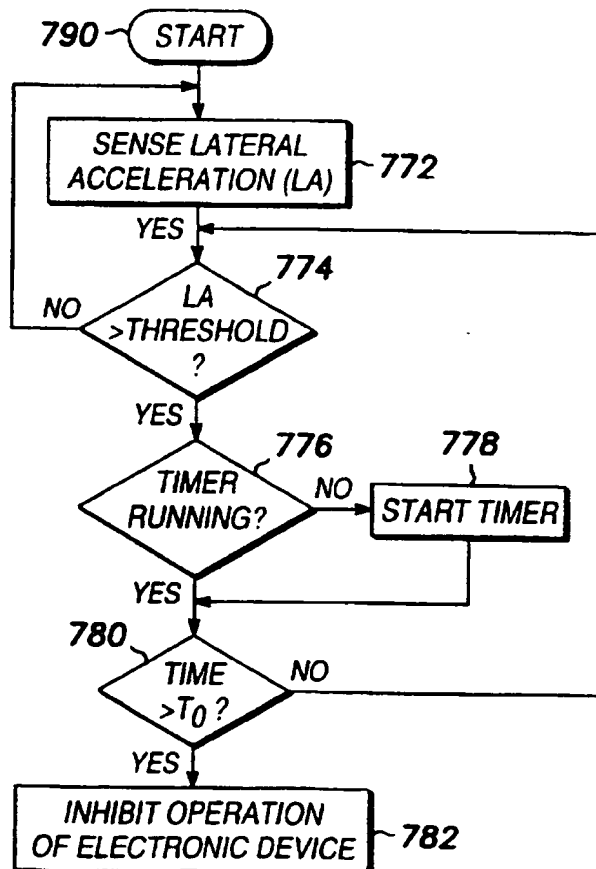 790
START
SENSE LATERAL
ACCELERATION (LA)
772
YES
774
NO
LA
>THRESHOLD
?
YES
776
778
TIMER
RUNNING?
NO
START TIMER
YES
780
TIME
>T0 ?
NO
YES
INHIBIT OPERATION
OF ELECTRONIC DEVICE
782